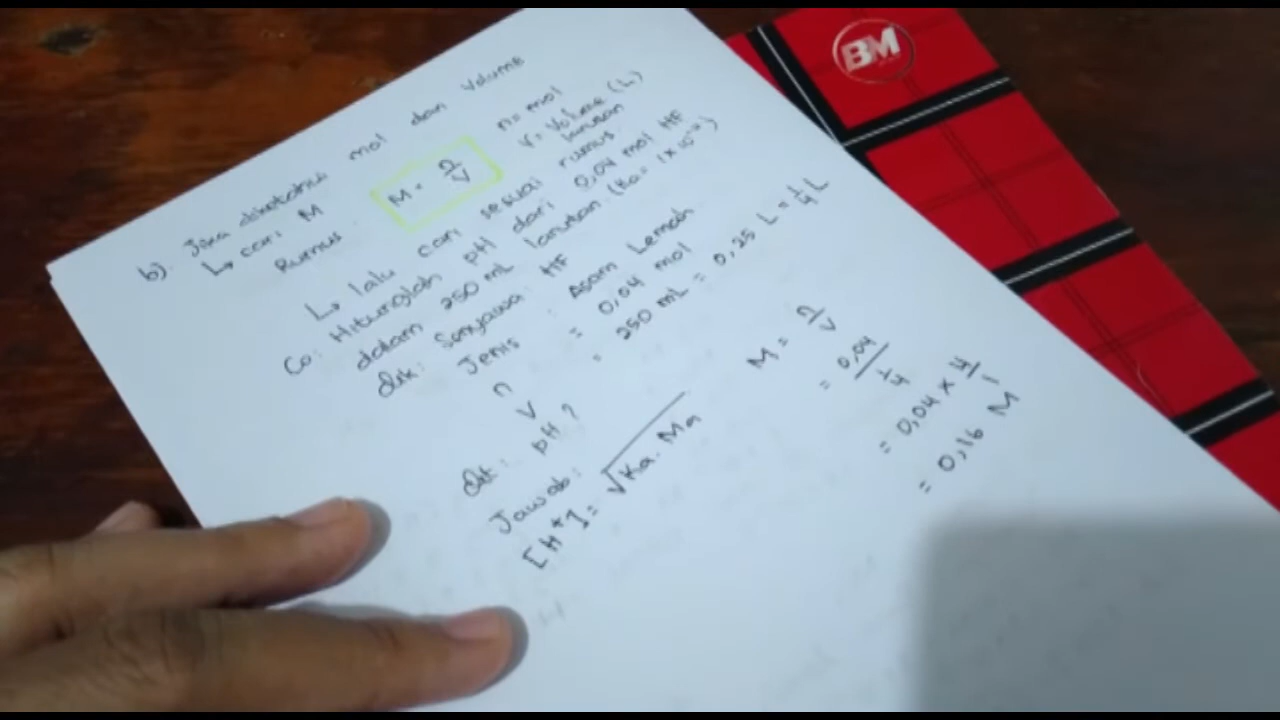 b). Jika diketahui mol dan Volume
↳ cari M
Rumus M = n/V
n = mol
V = Volume (L) larutan
↳ lalu cari sesuai rumus
Co: Hitunglah pH dari 0,04 mol HF
dalam 250 mL larutan (Ka =
Dik: Senyawa : HF
Jenis : Asam Lemah
n = 0,04 mol
V = 250 mL = 0,25 L = 1/4 L
Dit: pH?
Jawab:
[H+] = √Ka . Ma
M = n/V
= 0,04 / 1/4
= 0,04 × 4/1
= 0,16 M
BM